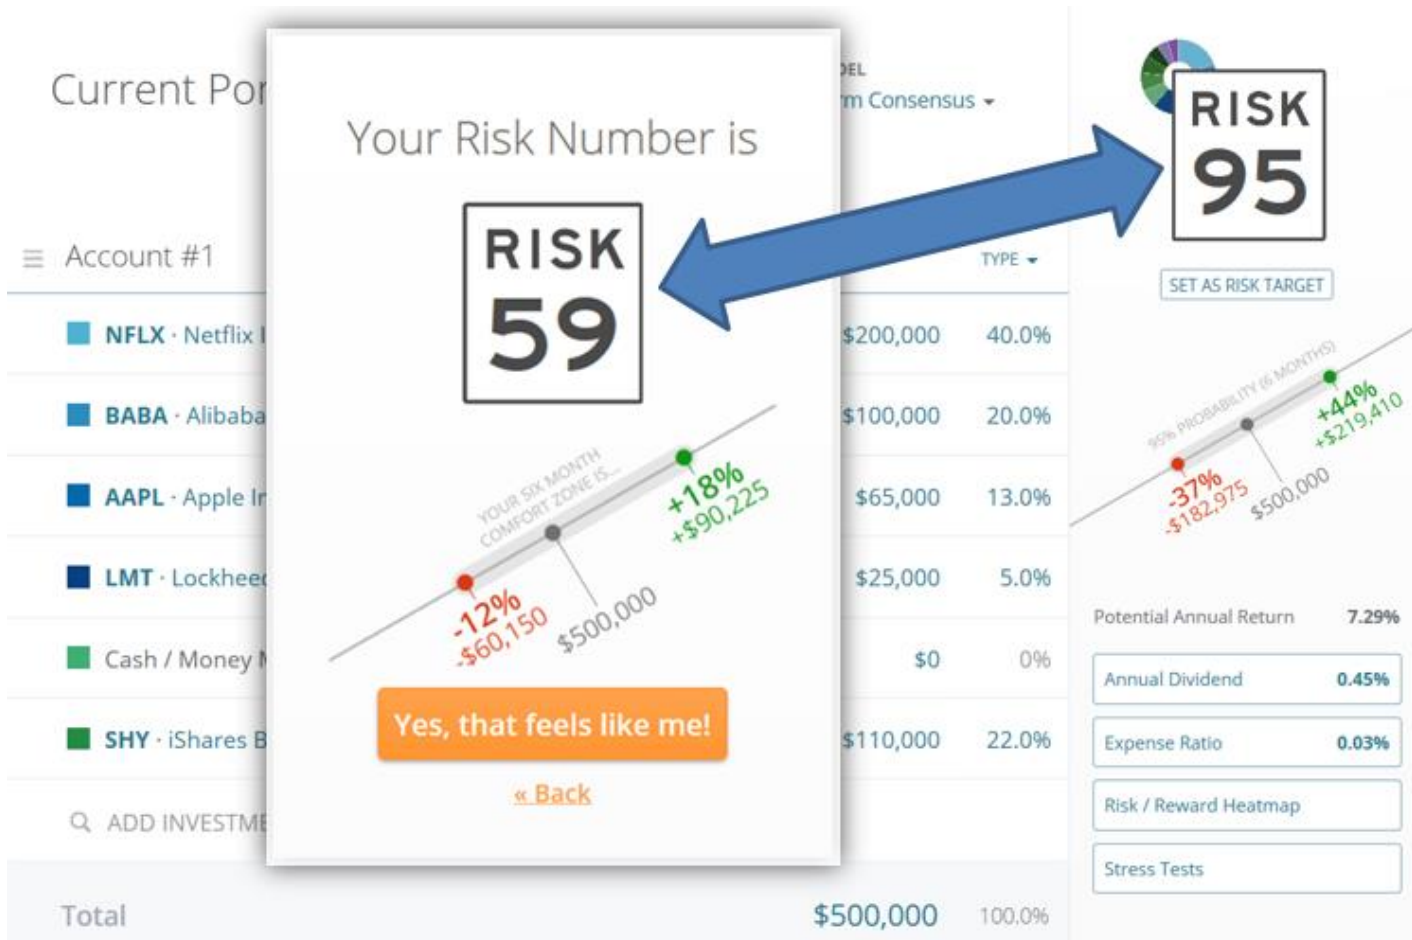 Current Por
DEL
rm Consensus
Your Risk Number is
RISK
59
RISK
95
SET AS RISK TARGET
Account #1
TYPE
NFLX · Netflix I
$200,000 40.0%
BABA · Alibaba
$100,000 20.0%
AAPL · Apple In
$65,000 13.0%
LMT · Lockheed
$25,000 5.0%
Cash / Money M
$0 0%
SHY · iShares B
$110,000 22.0%
ADD INVESTME
Total
$500,000 100.0%
YOUR SIX MONTH
COMFORT ZONE IS...
+18%
+$90,225
-12%
-$60,150
$500,000
Yes, that feels like me!
« Back
95% PROBABILITY (6 MONTHS)
+44%
+$219,410
-37%
-$182,975
$500,000
Potential Annual Return 7.29%
Annual Dividend 0.45%
Expense Ratio 0.03%
Risk / Reward Heatmap
Stress Tests